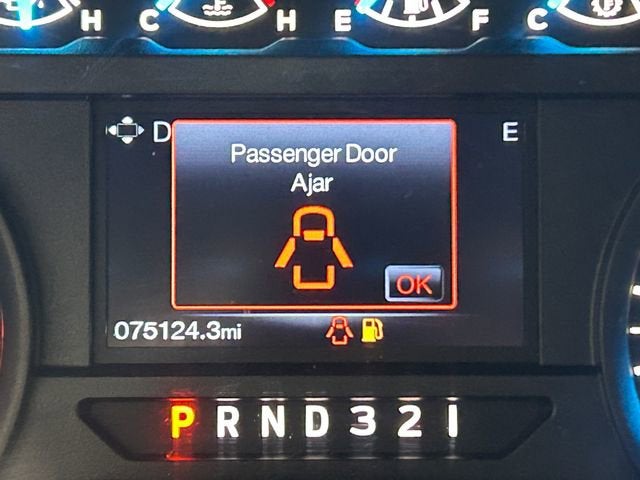 H C H E F C
D
E
Passenger Door
Ajar
OK
075124.3mi
P R N D 3 2 1